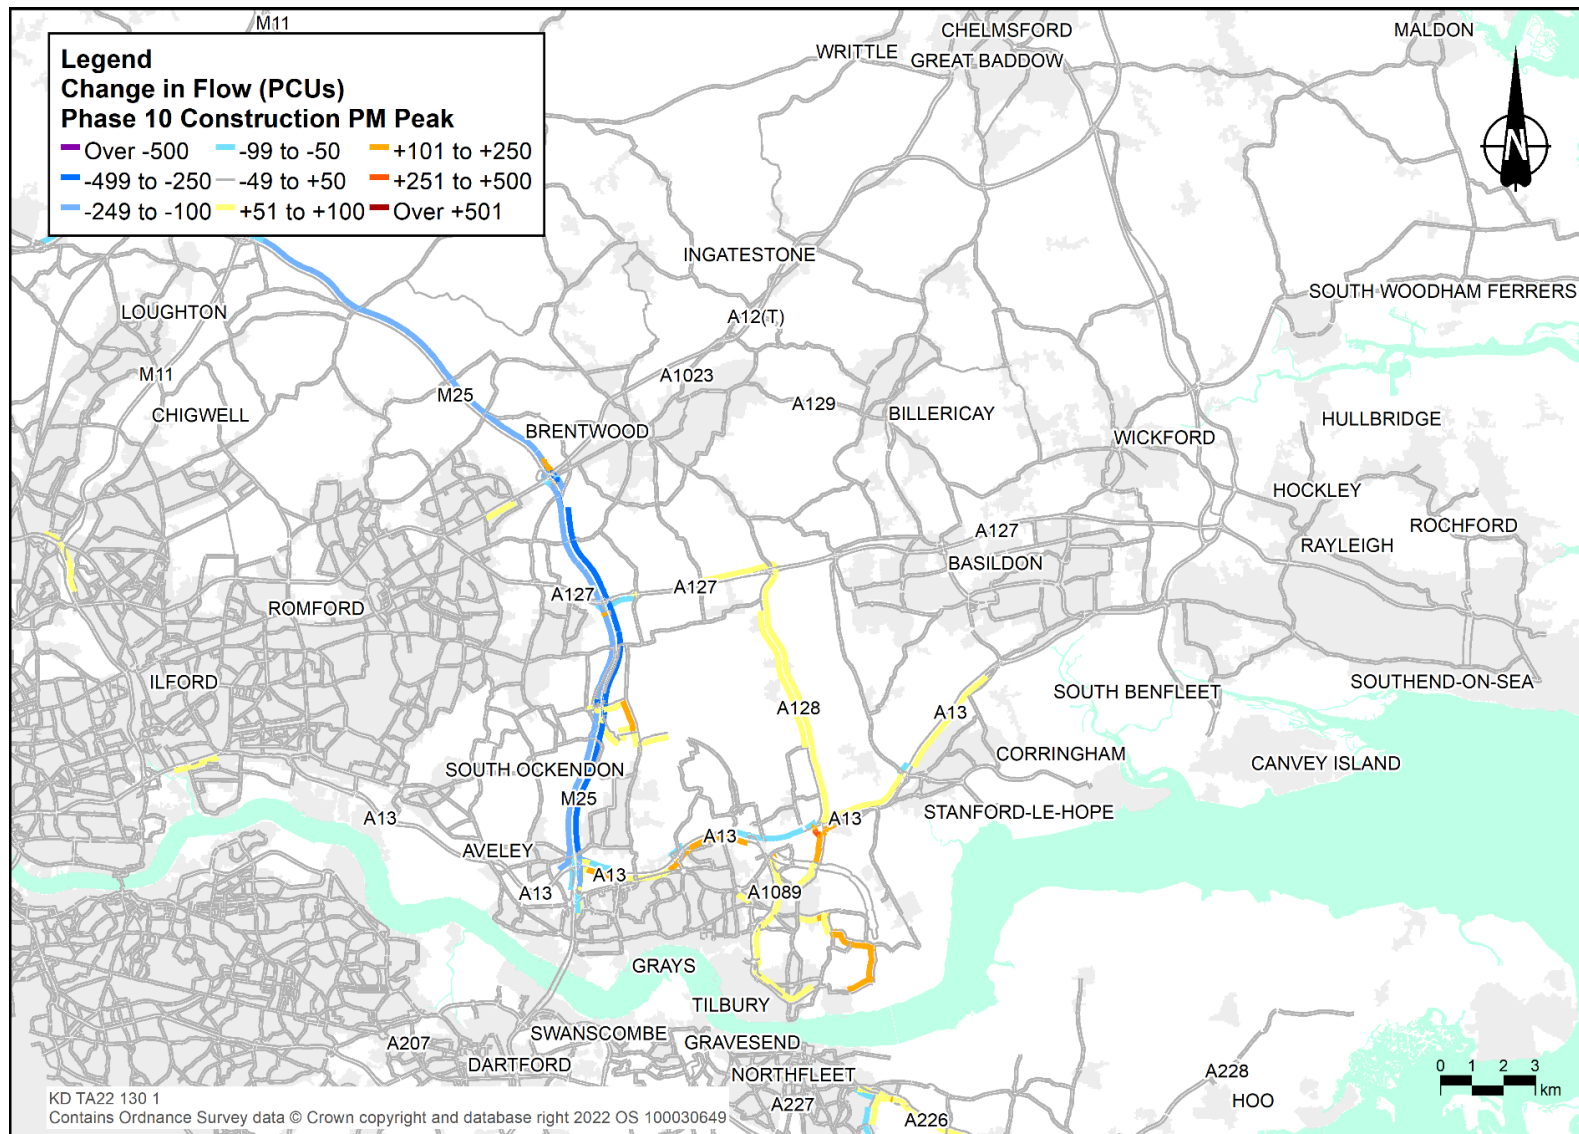 M11
Legend
Change in Flow (PCUs)
Phase 10 Construction PM Peak
Over -500
-99 to -50
+101 to +250
-499 to -250
-49 to +50
+251 to +500
-249 to -100
+51 to +100
Over +501
CHELMSFORD
MALDON
WRITTLE
GREAT BADDOW
N
INGATESTONE
SOUTH WOODHAM FERRERS
LOUGHTON
A12(T)
M11
A1023
M25
A129
CHIGWELL
BILLERICAY
HULLBRIDGE
BRENTWOOD
WICKFORD
HOCKLEY
ROCHFORD
A127
RAYLEIGH
BASILDON
A127
A127
ROMFORD
ILFORD
SOUTHEND-ON-SEA
SOUTH BENFLEET
A128
A13
CORRINGHAM
CANVEY ISLAND
SOUTH OCKENDON
M25
STANFORD-LE-HOPE
A13
A13
A13
AVELEY
A13
A13
A1089
GRAYS
TILBURY
SWANSCOMBE
A207
GRAVESEND
DARTFORD
NORTHFLEET
A228
HOO
A227
A226
0 1 2 3
km
KD TA22 130 1
Contains Ordnance Survey data © Crown copyright and database right 2022 OS 100030649